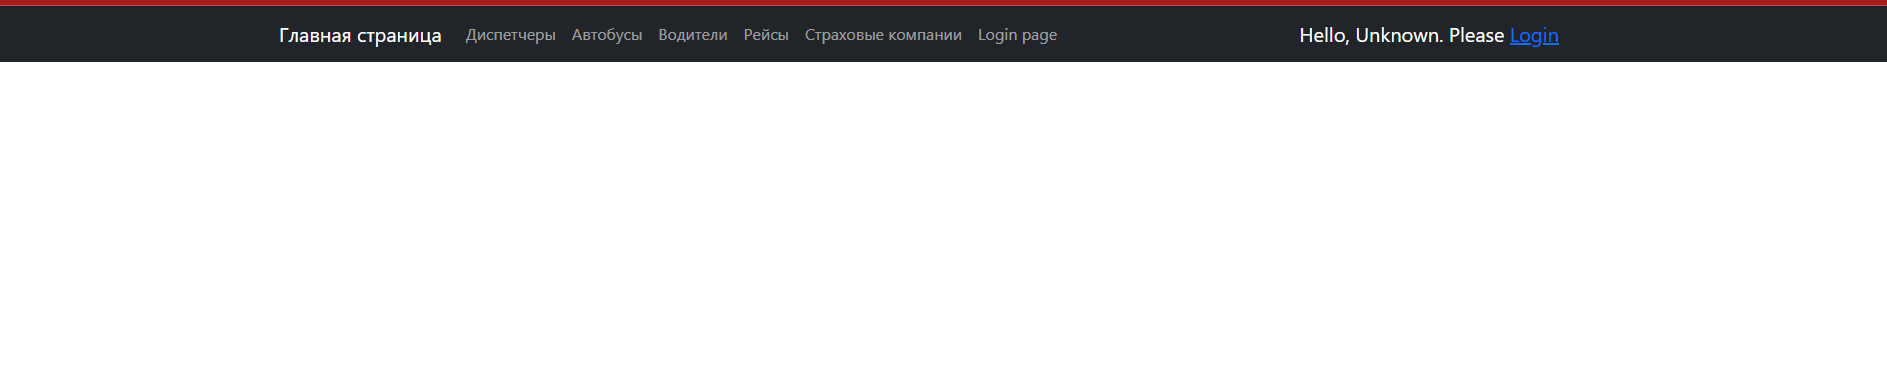 Главная страница Диспетчеры Автобусы Водители Рейсы Страховые компании Login page Hello, Unknown. Please Login